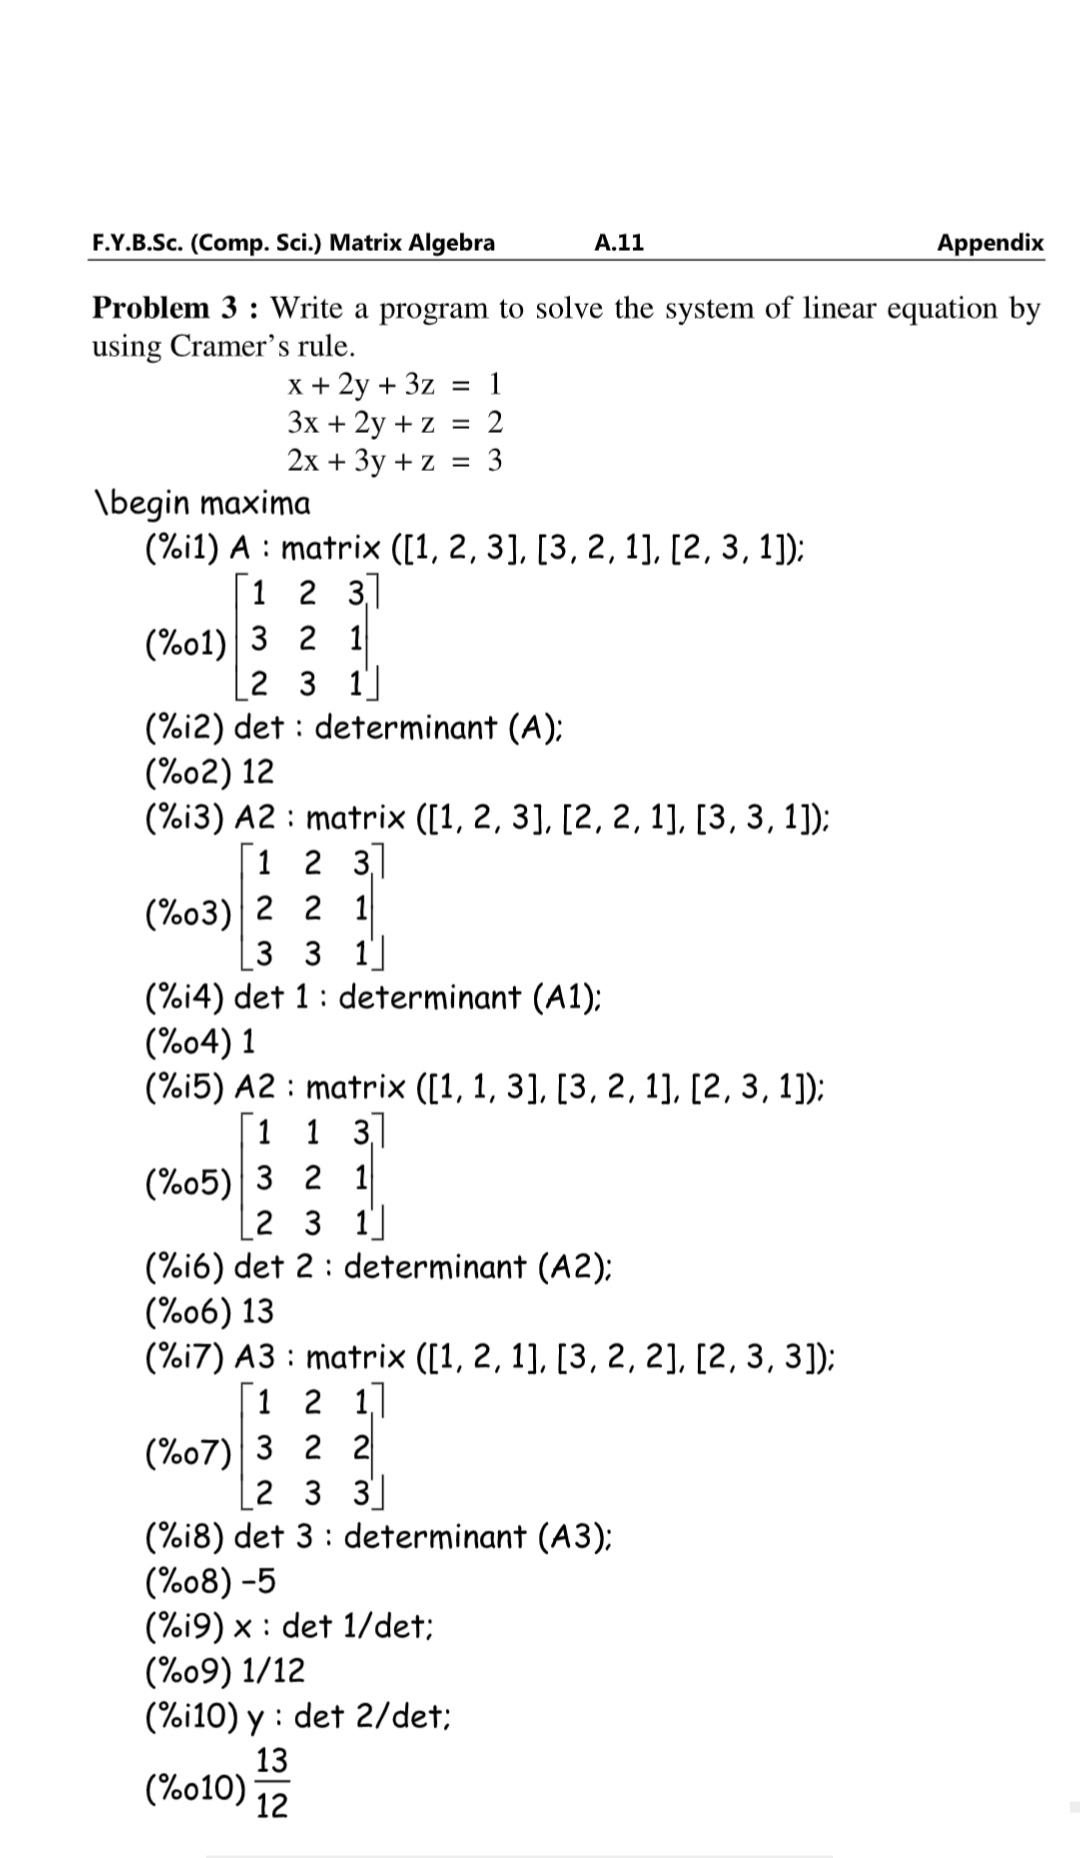 F.Y.B.Sc. (Comp. Sci.) Matrix Algebra A.11 Appendix
Problem 3 : Write a program to solve the system of linear equation by
using Cramer’s rule.
x + 2y + 3z = 1
3x + 2y + z = 2
2x + 3y + z = 3
\begin maxima
(%i1) A : matrix ([1, 2, 3], [3, 2, 1], [2, 3, 1]);
1 2 3
(%o1) 3 2 1
2 3 1
(%i2) det : determinant (A);
(%o2) 12
(%i3) A2 : matrix ([1, 2, 3], [2, 2, 1], [3, 3, 1]);
1 2 3
(%o3) 2 2 1
3 3 1
(%i4) det 1 : determinant (A1);
(%o4) 1
(%i5) A2 : matrix ([1, 1, 3], [3, 2, 1], [2, 3, 1]);
1 1 3
(%o5) 3 2 1
2 3 1
(%i6) det 2 : determinant (A2);
(%o6) 13
(%i7) A3 : matrix ([1, 2, 1], [3, 2, 2], [2, 3, 3]);
1 2 1
(%o7) 3 2 2
2 3 3
(%i8) det 3 : determinant (A3);
(%o8) -5
(%i9) x : det 1/det;
(%o9) 1/12
(%i10) y : det 2/det;
13
(%o10)
12